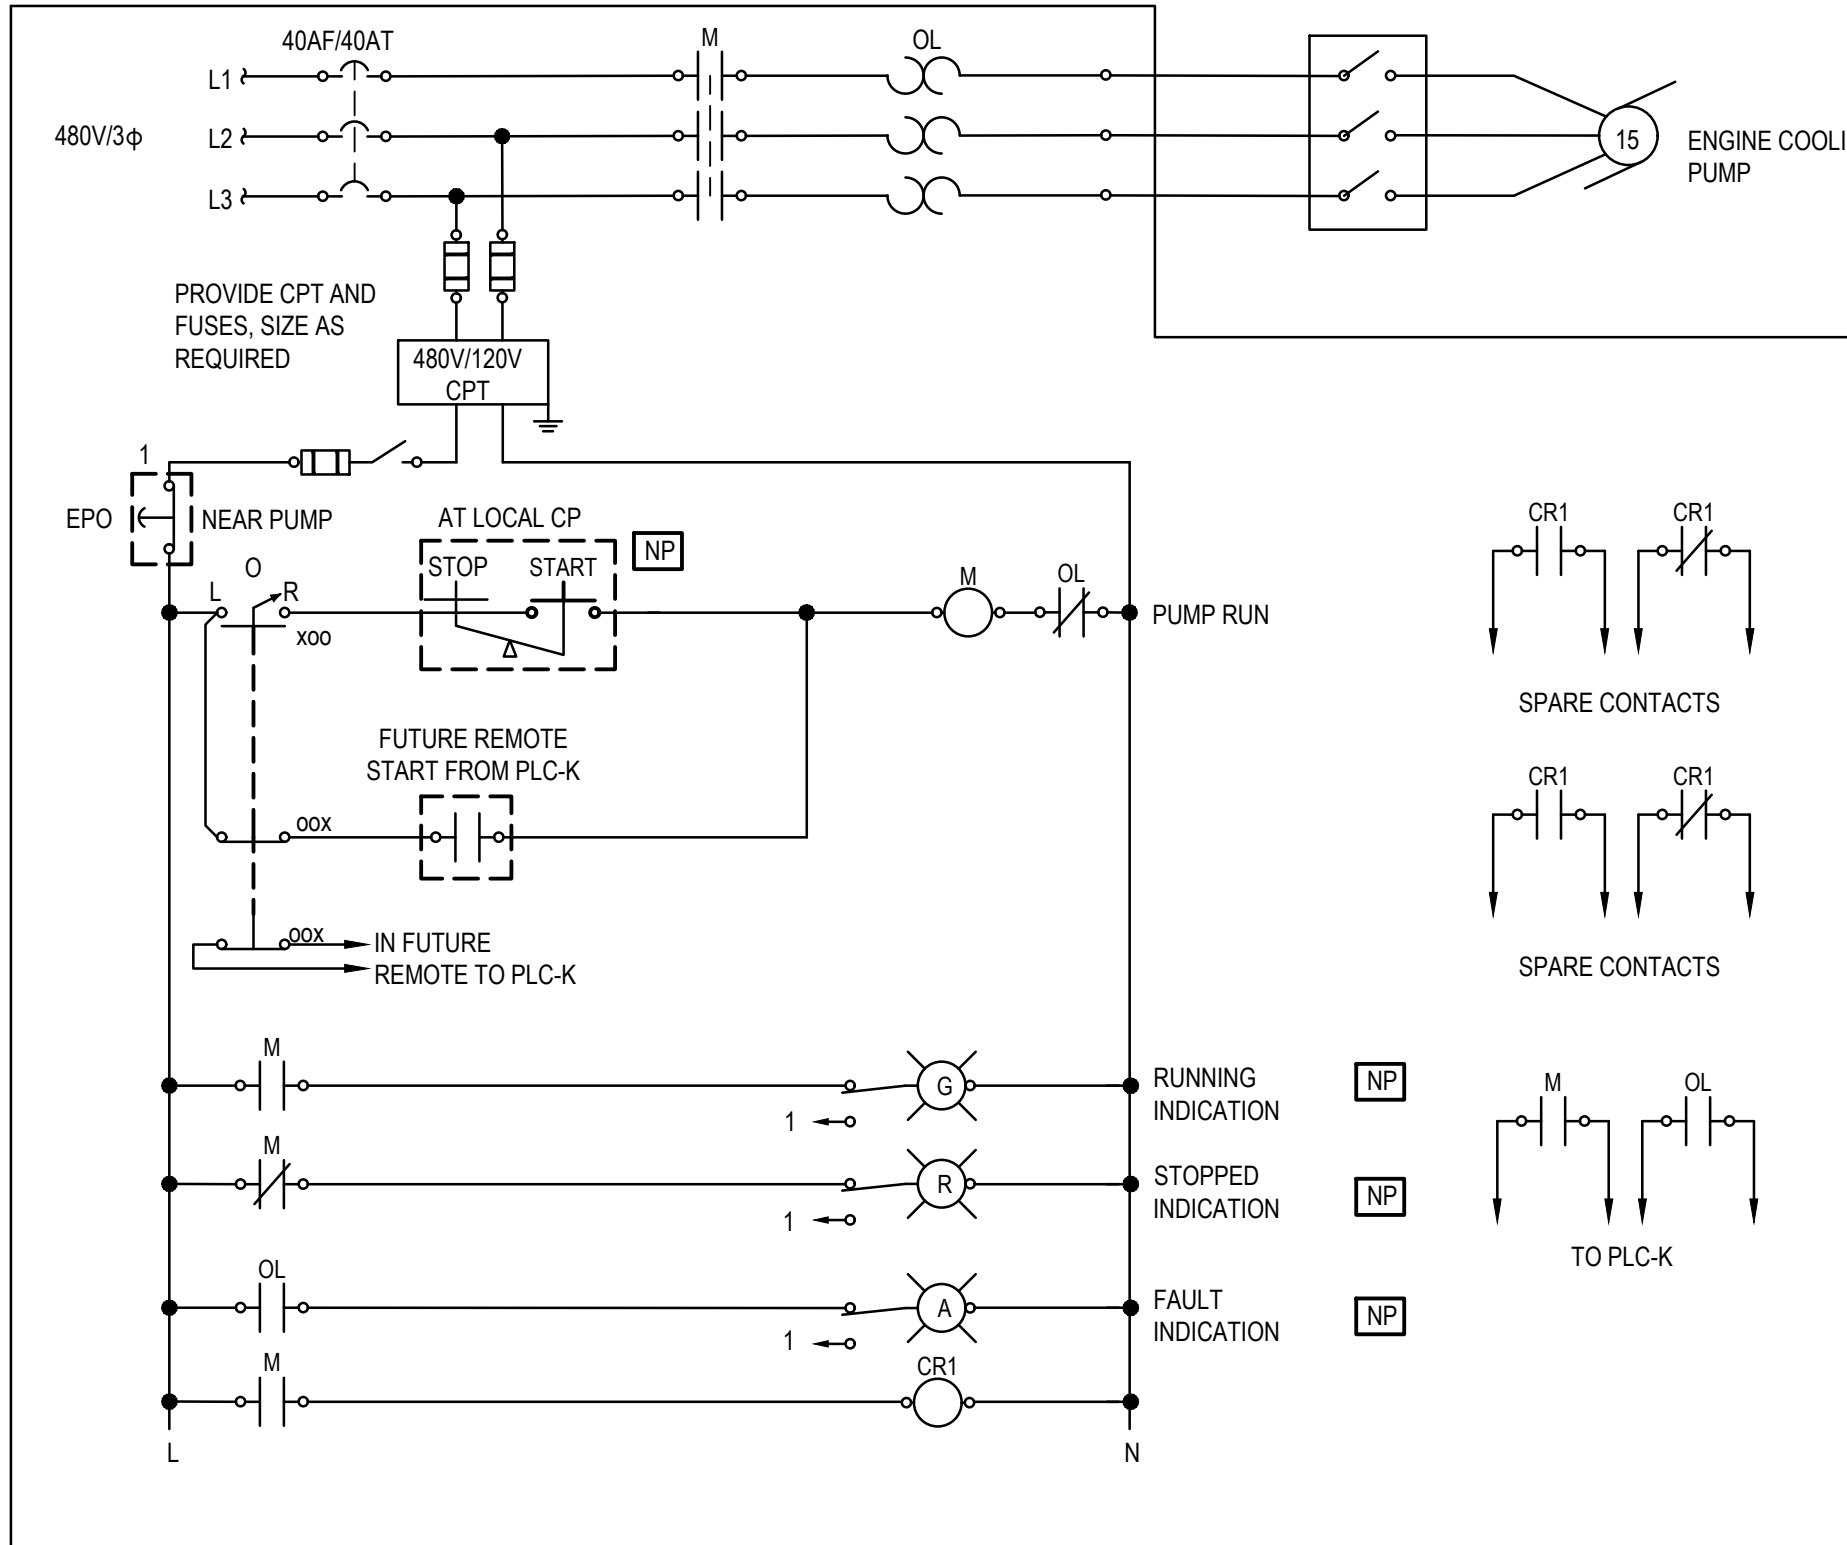 40AF/40AT
M
OL
L1
480V/3ϕ
L2
L3
15
ENGINE COOLI
PUMP
PROVIDE CPT AND
FUSES, SIZE AS
REQUIRED
480V/120V
CPT
1
EPO
NEAR PUMP
AT LOCAL CP
NP
STOP
START
L
O
R
xoo
M
OL
PUMP RUN
FUTURE REMOTE
START FROM PLC-K
oox
oox
IN FUTURE
REMOTE TO PLC-K
CR1
CR1
SPARE CONTACTS
CR1
CR1
SPARE CONTACTS
M
G
1
RUNNING
INDICATION
NP
M
R
1
STOPPED
INDICATION
NP
M
OL
TO PLC-K
OL
A
1
FAULT
INDICATION
NP
M
CR1
L
N